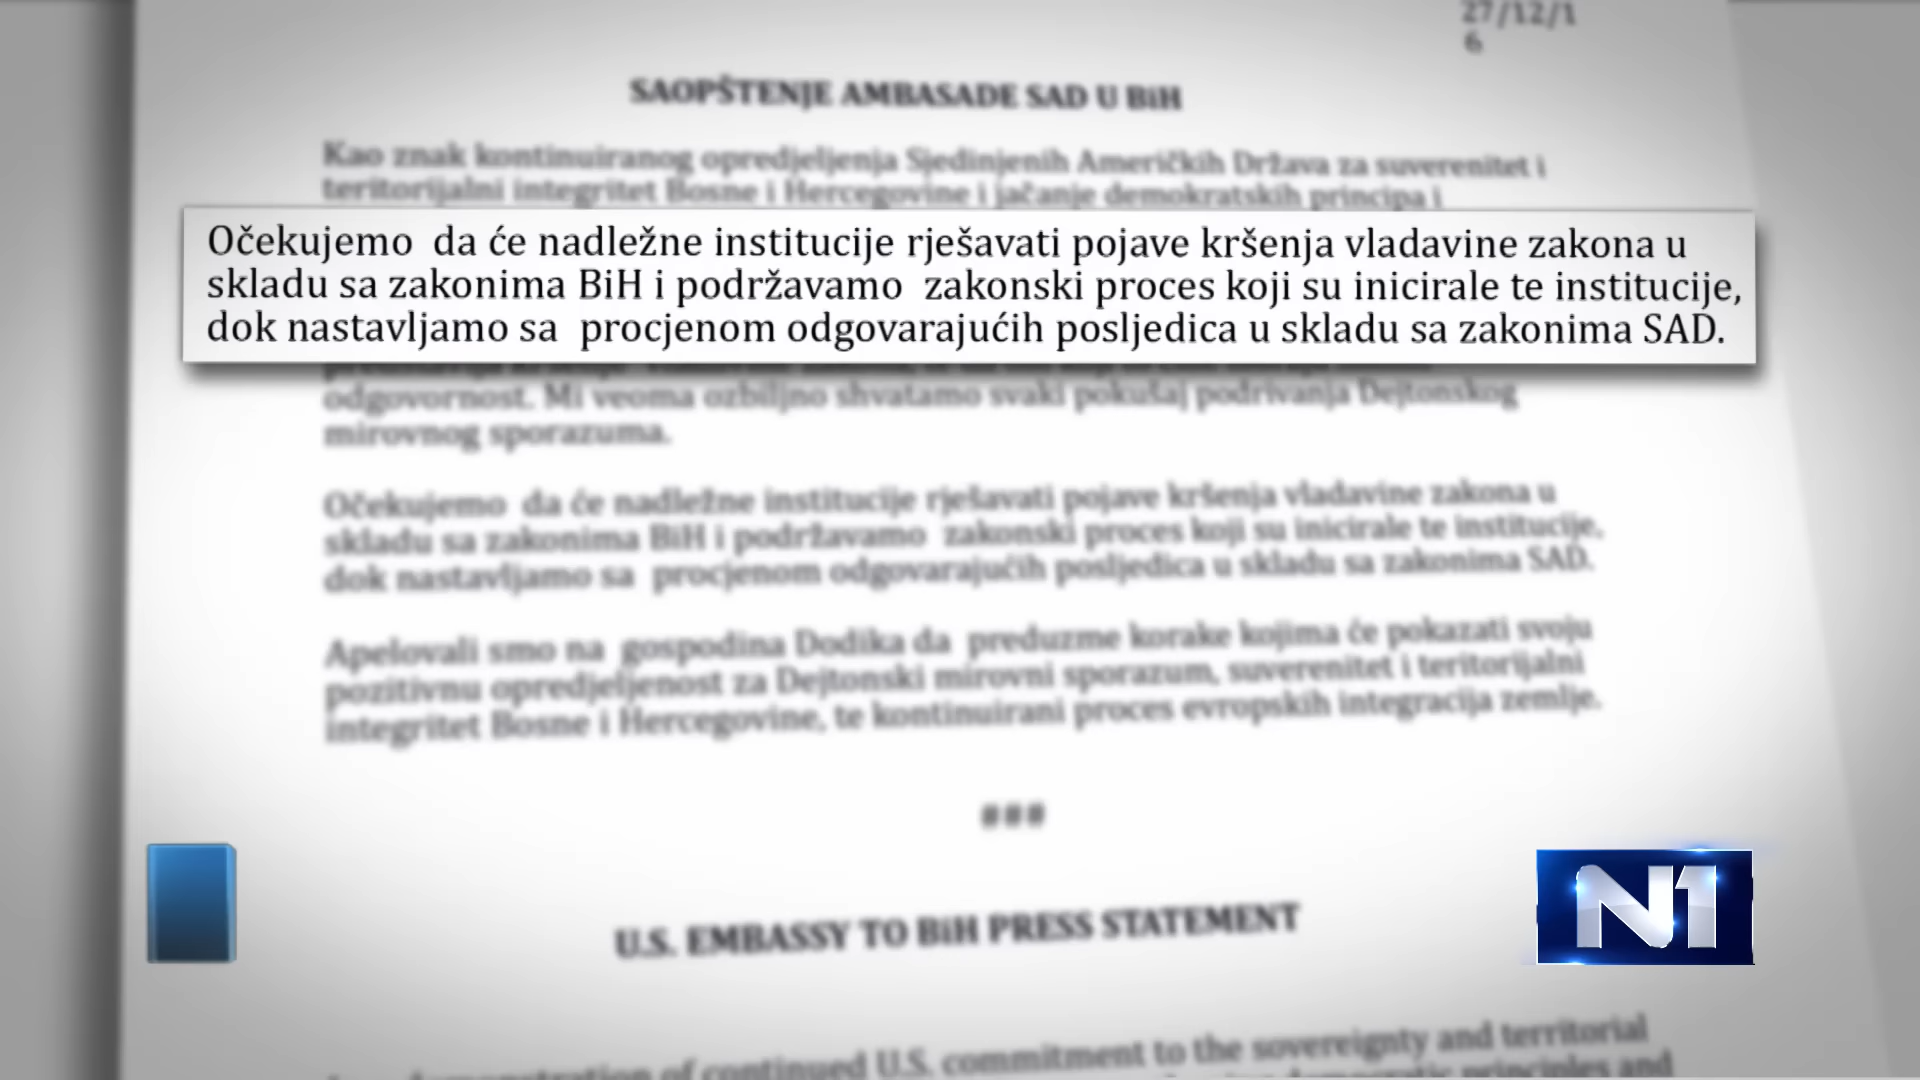 27/12/1
6
SAOPŠTENJE AMBASADE SAD U BiH
Kao znak kontinuiranog opredjeljenja Sjedinjenih Američkih Država za suverenitet i
teritorijalni integritet Bosne i Hercegovine i jačanje demokratskih principa i
Očekujemo da će nadležne institucije rješavati pojave kršenja vladavine zakona u
skladu sa zakonima BiH i podržavamo zakonski proces koji su inicirale te institucije,
dok nastavljamo sa procjenom odgovarajućih posljedica u skladu sa zakonima SAD.
odgovornost. Mi veoma ozbiljno shvatamo svaki pokušaj podrivanja Dejtonskog
mirovnog sporazuma.
Očekujemo da će nadležne institucije rješavati pojave kršenja vladavine zakona u
skladu sa zakonima BiH i podržavamo zakonski proces koji su inicirale te institucije,
dok nastavljamo sa procjenom odgovarajućih posljedica u skladu sa zakonima SAD.
Apelovali smo na gospodina Dodika da preduzme korake kojima će pokazati svoju
pozitivnu opredjeljenost za Dejtonski mirovni sporazum, suverenitet i teritorijalni
integritet Bosne i Hercegovine, te kontinuirani proces evropskih integracija zemlje.
###
N1
U.S. EMBASSY TO BiH PRESS STATEMENT
demonstration of continued U.S. commitment to the sovereignty and territorial
democratic principles and